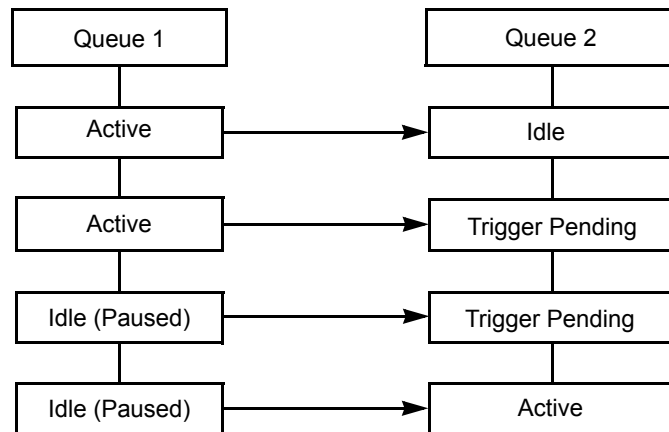 Queue 1
Queue 2
Active
Idle
Active
Trigger Pending
Idle (Paused)
Trigger Pending
Idle (Paused)
Active